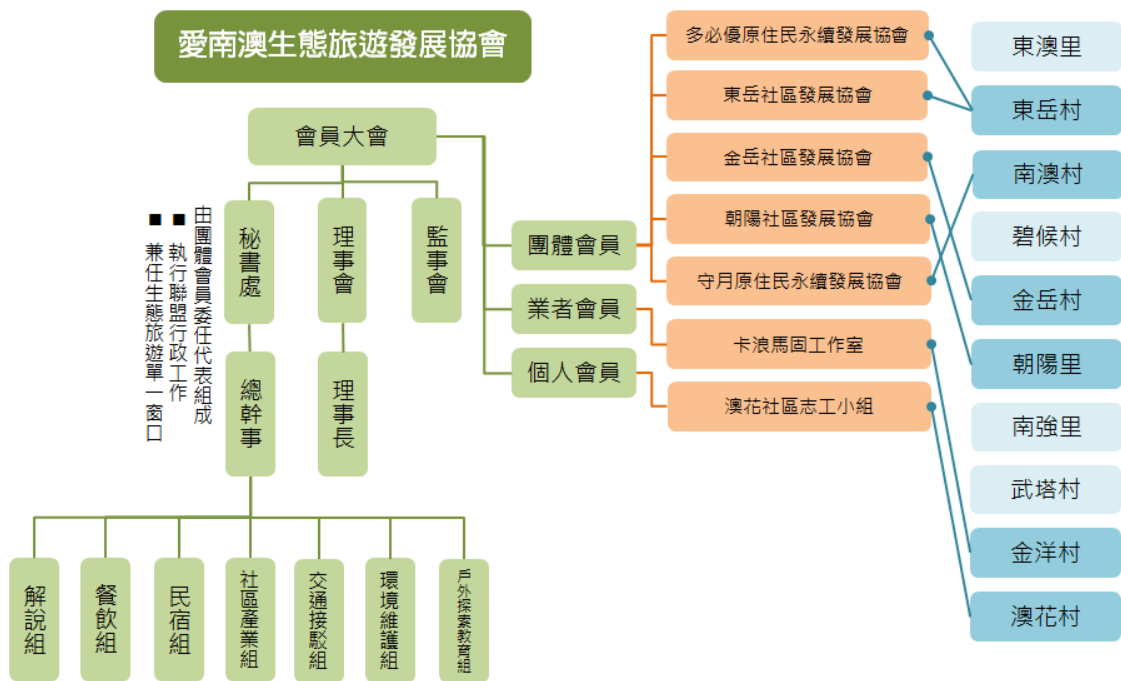 愛南澳生態旅遊發展協會
會員大會
秘書處
理事會
監事會
總幹事
理事長
由團體會員委任代表組成
■ 執行聯盟行政工作
■ 兼任生態旅遊單一窗口
解說組
餐飲組
民宿組
社區產業組
交通接駁組
環境維護組
戶外探索教育組
團體會員
業者會員
個人會員
多必優原住民永續發展協會
東岳社區發展協會
金岳社區發展協會
朝陽社區發展協會
守月原住民永續發展協會
卡浪馬固工作室
澳花社區志工小組
東澳里
東岳村
南澳村
碧候村
金岳村
朝陽里
南強里
武塔村
金洋村
澳花村